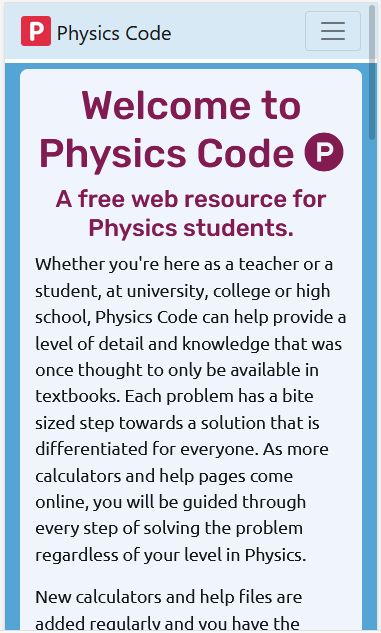 P Physics Code
Welcome to
Physics Code P
A free web resource for
Physics students.
Whether you're here as a teacher or a
student, at university, college or high
school, Physics Code can help provide a
level of detail and knowledge that was
once thought to only be available in
textbooks. Each problem has a bite
sized step towards a solution that is
differentiated for everyone. As more
calculators and help pages come
online, you will be guided through
every step of solving the problem
regardless of your level in Physics.
New calculators and help files are
added regularly and you have the